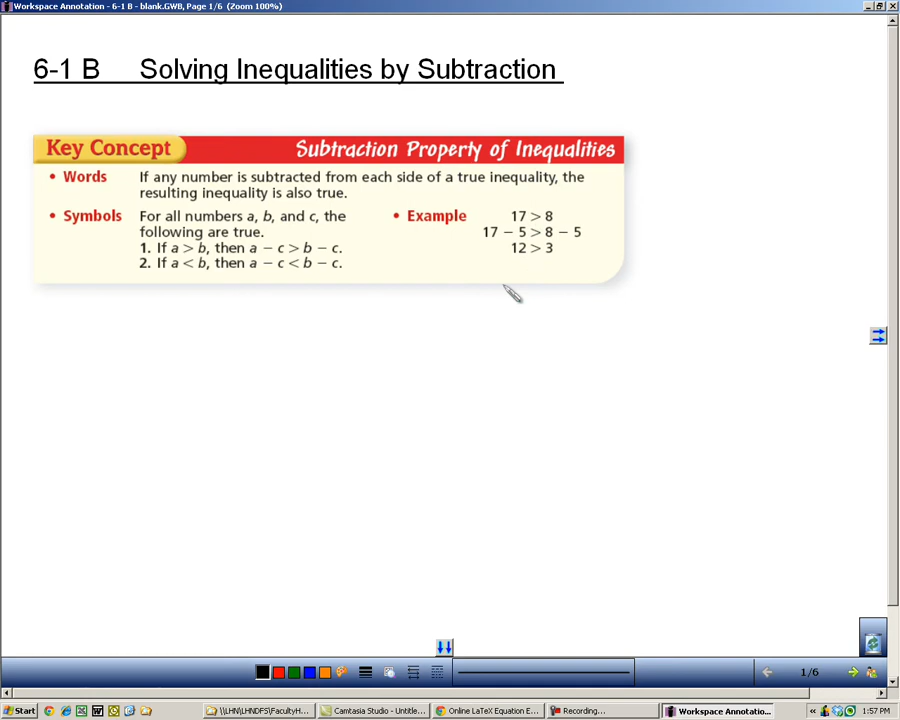 Workspace Annotation - 6-1 B - blank.GWB, Page 1/6 (Zoom 100%)
6-1 B Solving Inequalities by Subtraction
Key Concept Subtraction Property of Inequalities
• Words If any number is subtracted from each side of a true inequality, the
resulting inequality is also true.
• Symbols For all numbers a, b, and c, the
following are true.
1. If a > b, then a − c > b − c.
2. If a < b, then a − c < b − c.
• Example 17 > 8
17 − 5 > 8 − 5
12 > 3
1/6
Start \\LHN\LHNDFS\FacultyH... Camtasia Studio - Untitle... Online LaTeX Equation E... Recording... Workspace Annotatio... « 1:57 PM